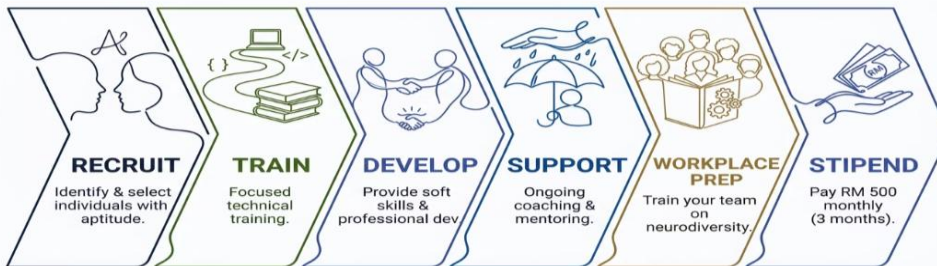 RECRUIT
Identify & select
individuals with
aptitude.
{ }
</>
TRAIN
Focused
technical
training.
DEVELOP
Provide soft
skills &
professional dev.
SUPPORT
Ongoing
coaching &
mentoring.
WORKPLACE
PREP
Train your team
on
neurodiversity.
RM
STIPEND
Pay RM 500
monthly
(3 months).